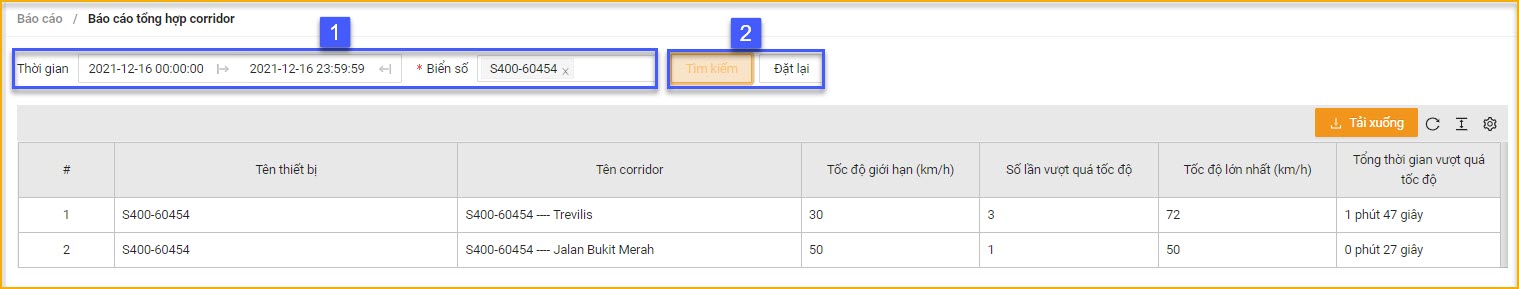 Báo cáo / Báo cáo tổng hợp corridor
1 2
Thời gian 2021-12-16 00:00:00 2021-12-16 23:59:59 * Biển số S400-60454 x Tìm kiếm Đặt lại
Tải xuống
# Tên thiết bị Tên corridor Tốc độ giới hạn (km/h) Số lần vượt quá tốc độ Tốc độ lớn nhất (km/h) Tổng thời gian vượt quá
tốc độ
1 S400-60454 S400-60454 ---- Trevilis 30 3 72 1 phút 47 giây
2 S400-60454 S400-60454 ---- Jalan Bukit Merah 50 1 50 0 phút 27 giây